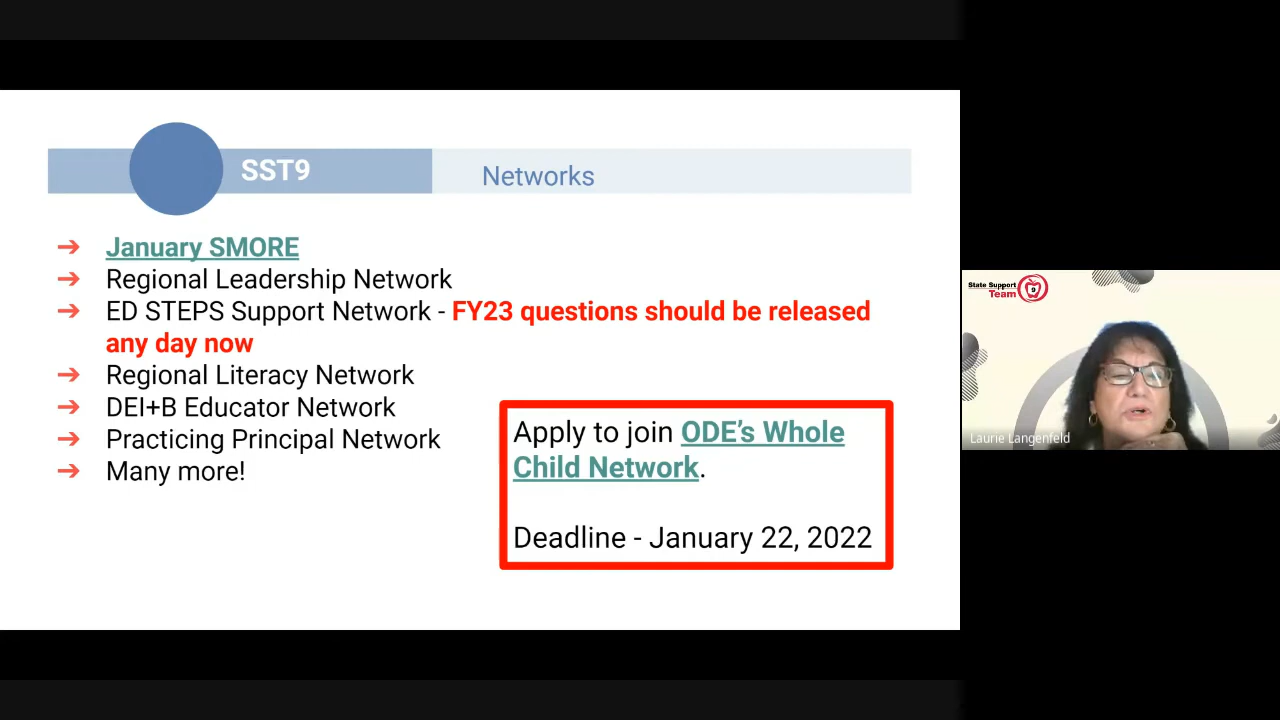 SST9
Networks
➔ January SMORE
➔ Regional Leadership Network
➔ ED STEPS Support Network - FY23 questions should be released
any day now
➔ Regional Literacy Network
➔ DEI+B Educator Network
➔ Practicing Principal Network
➔ Many more!
Apply to join ODE’s Whole
Child Network.
Deadline - January 22, 2022
State Support
Team 9
Laurie Langenfeld